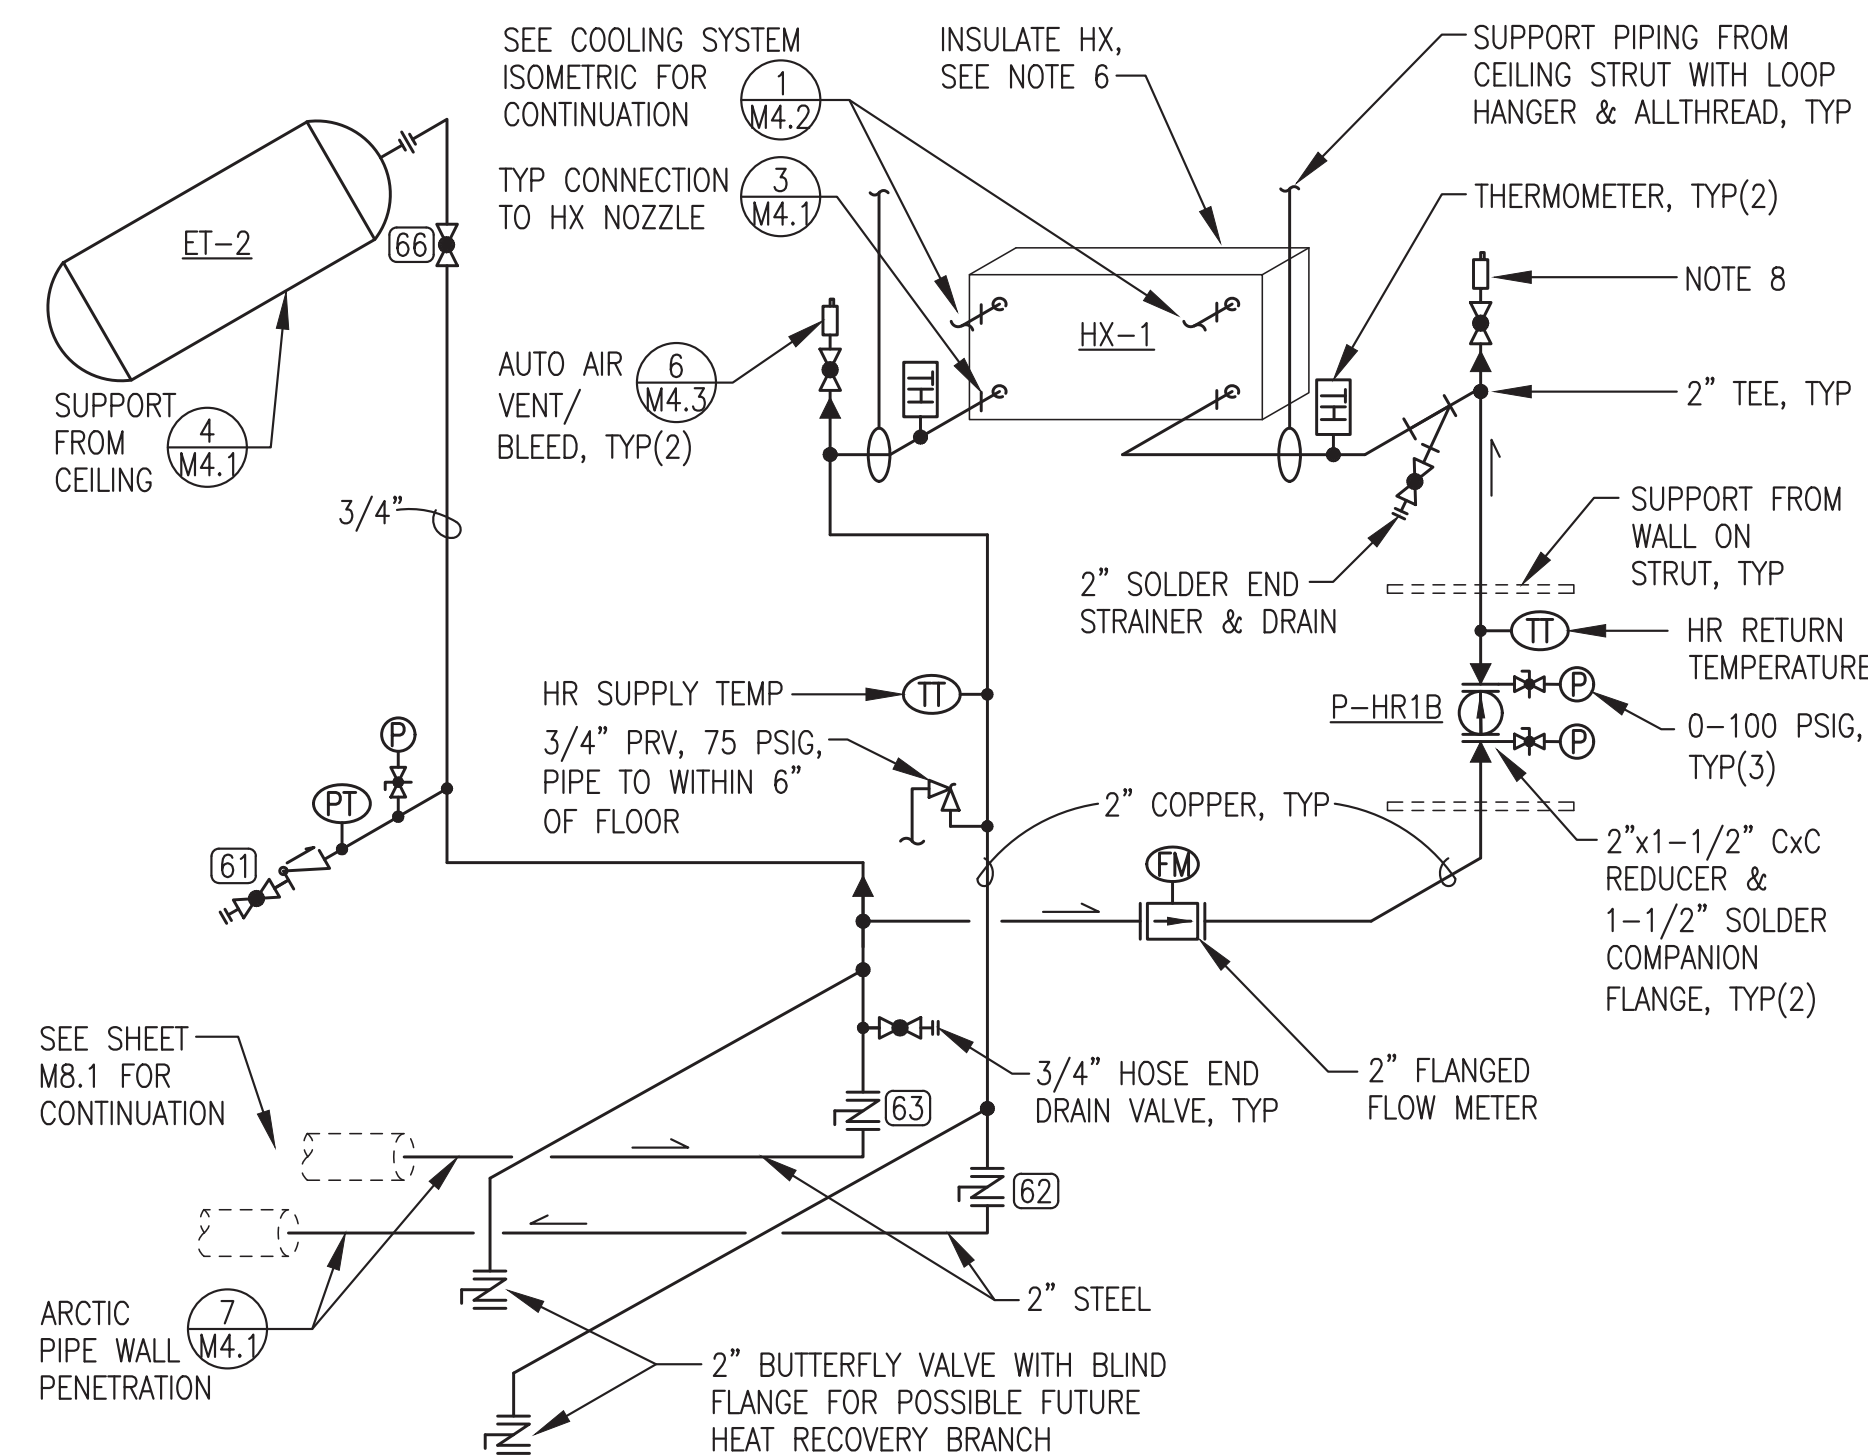 SEE COOLING SYSTEM
ISOMETRIC FOR
CONTINUATION
1
M4.2
INSULATE HX,
SEE NOTE 6
SUPPORT PIPING FROM
CEILING STRUT WITH LOOP
HANGER & ALLTHREAD, TYP
TYP CONNECTION
TO HX NOZZLE
3
M4.1
THERMOMETER, TYP(2)
ET-2
66
NOTE 8
HX-1
AUTO AIR
VENT/
BLEED, TYP(2)
6
M4.3
TH
TH
2” TEE, TYP
SUPPORT
FROM
CEILING
4
M4.1
3/4”
SUPPORT FROM
WALL ON
STRUT, TYP
2” SOLDER END
STRAINER & DRAIN
TT
HR RETURN
TEMPERATURE
HR SUPPLY TEMP
TT
P-HR1B
P
P
0-100 PSIG,
TYP(3)
3/4” PRV, 75 PSIG,
PIPE TO WITHIN 6”
OF FLOOR
P
PT
61
2” COPPER, TYP
2”x1-1/2” CxC
REDUCER &
1-1/2” SOLDER
COMPANION
FLANGE, TYP(2)
FM
SEE SHEET
M8.1 FOR
CONTINUATION
3/4” HOSE END
DRAIN VALVE, TYP
2” FLANGED
FLOW METER
63
62
ARCTIC
PIPE WALL
PENETRATION
7
M4.1
2” STEEL
2” BUTTERFLY VALVE WITH BLIND
FLANGE FOR POSSIBLE FUTURE
HEAT RECOVERY BRANCH